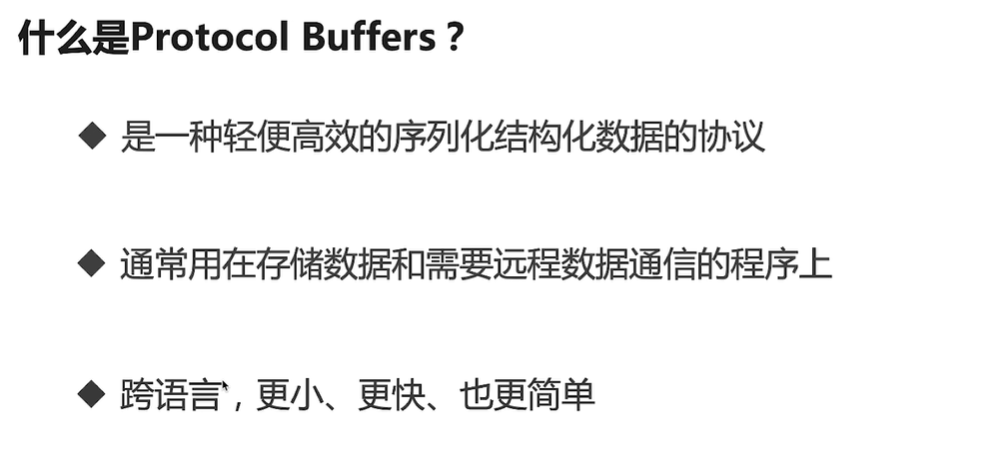 什么是Protocol Buffers？
◆ 是一种轻便高效的序列化结构化数据的协议
◆ 通常用在存储数据和需要远程数据通信的程序上
◆ 跨语言，更小、更快、也更简单